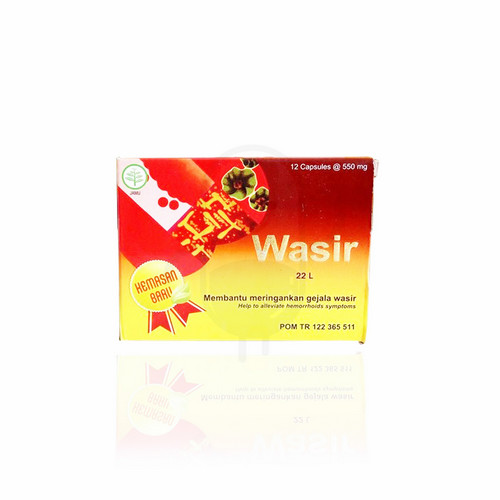 12 Capsules @ 550 mg
JAMU
Wasir
22 L
KEMASAN
BARU
Membantu meringankan gejala wasir
Help to alleviate hemorrhoids symptoms
POM TR 122 365 511